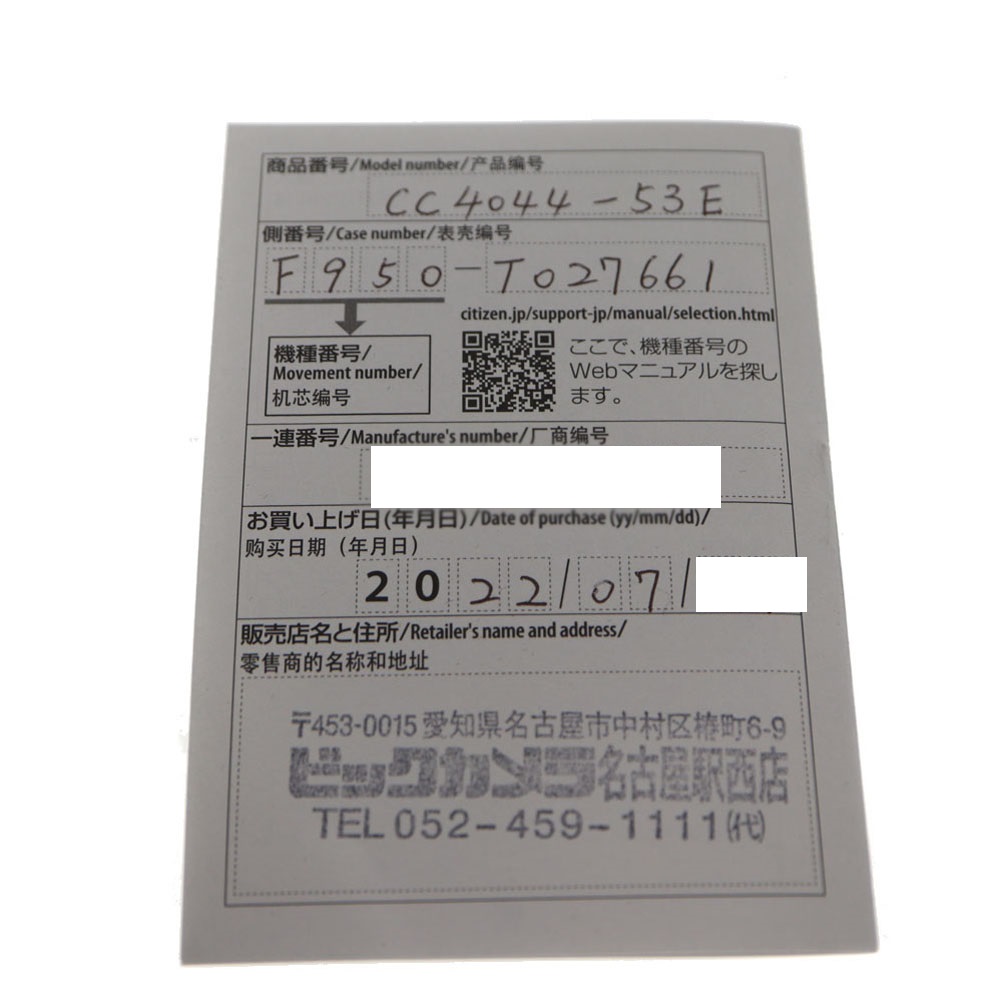 商品番号/Model number/产品编号
CC4044-53E
側番号/Case number/表壳编号
F950-T027661
citizen.jp/support-jp/manual/selection.html
機種番号/
Movement number/
机芯编号
ここで、機種番号の
Webマニュアルを探し
ます。
一連番号/Manufacture's number/厂商编号
お買い上げ日(年月日)/Date of purchase (yy/mm/dd)/
购买日期（年月日）
2022/07/
販売店名と住所/Retailer's name and address/
零售商的名称和地址
〒453-0015 愛知県名古屋市中村区椿町6-9
ビックカメラ名古屋駅西店
TEL 052-459-1111(代)